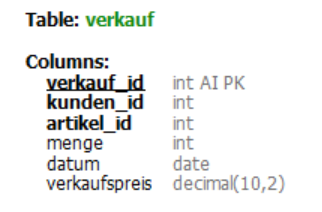 Table: verkauf
Columns:
verkauf_id int AI PK
kunden_id int
artikel_id int
menge int
datum date
verkaufspreis decimal(10,2)